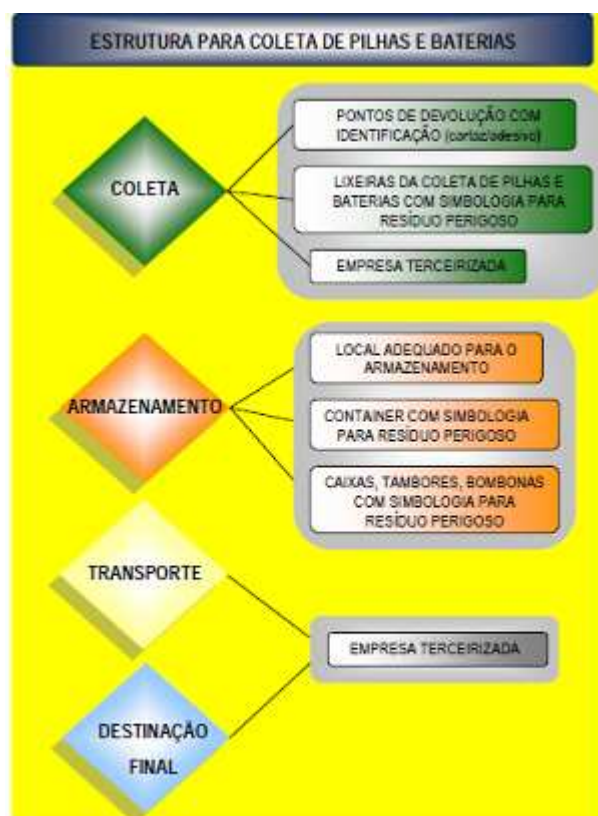 ESTRUTURA PARA COLETA DE PILHAS E BATERIAS
COLETA
PONTOS DE DEVOLUÇÃO COM
IDENTIFICAÇÃO (cartaz/adesivo)
LIXEIRAS DA COLETA DE PILHAS E
BATERIAS COM SIMBOLOGIA PARA
RESÍDUO PERIGOSO
EMPRESA TERCEIRIZADA
ARMAZENAMENTO
LOCAL ADEQUADO PARA O
ARMAZENAMENTO
CONTAINER COM SIMBOLOGIA
PARA RESÍDUO PERIGOSO
CAIXAS, TAMBORES, BOMBONAS
COM SIMBOLOGIA PARA
RESÍDUO PERIGOSO
TRANSPORTE
EMPRESA TERCEIRIZADA
DESTINAÇÃO
FINAL